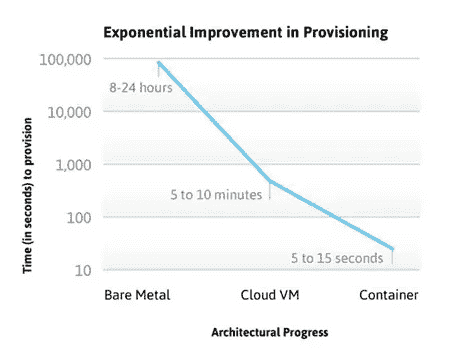 Exponential Improvement in Provisioning
Time (in seconds) to provision
100,000
10,000
1,000
100
10
8-24 hours
5 to 10 minutes
5 to 15 seconds
Bare Metal
Cloud VM
Container
Architectural Progress